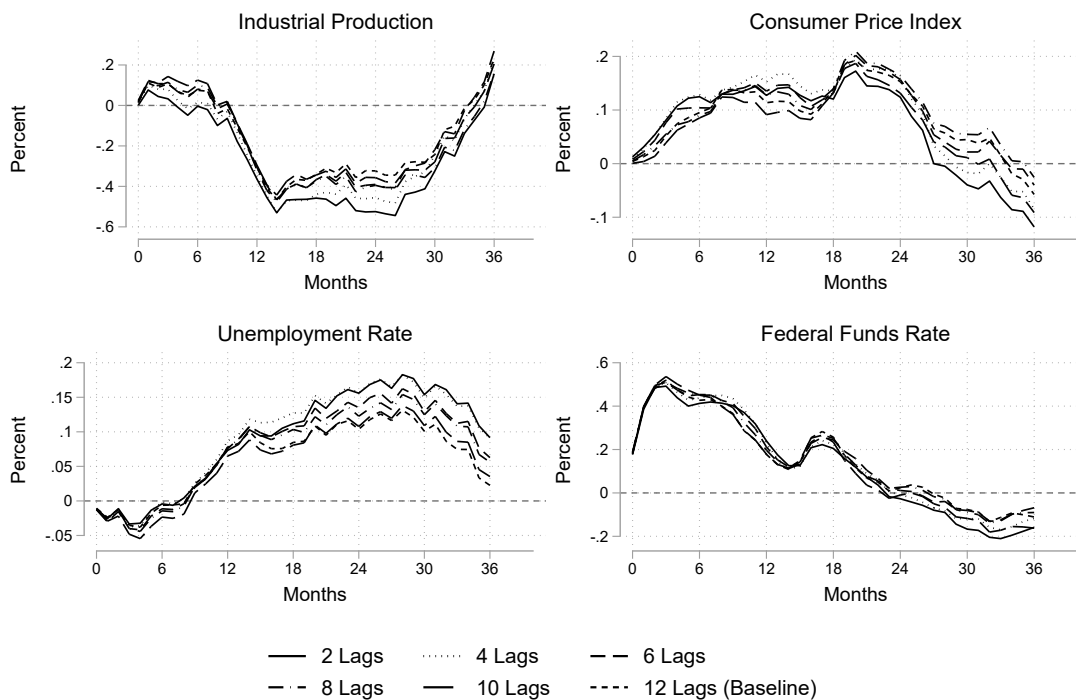 Industrial Production
Percent
.2
0
-.2
-.4
-.6
0 6 12 18 24 30 36
Months
Consumer Price Index
Percent
.2
.1
0
-.1
0 6 12 18 24 30 36
Months
Unemployment Rate
Percent
.2
.15
.1
.05
0
-.05
0 6 12 18 24 30 36
Months
Federal Funds Rate
Percent
.6
.4
.2
0
-.2
0 6 12 18 24 30 36
Months
2 Lags 4 Lags 6 Lags
8 Lags 10 Lags 12 Lags (Baseline)